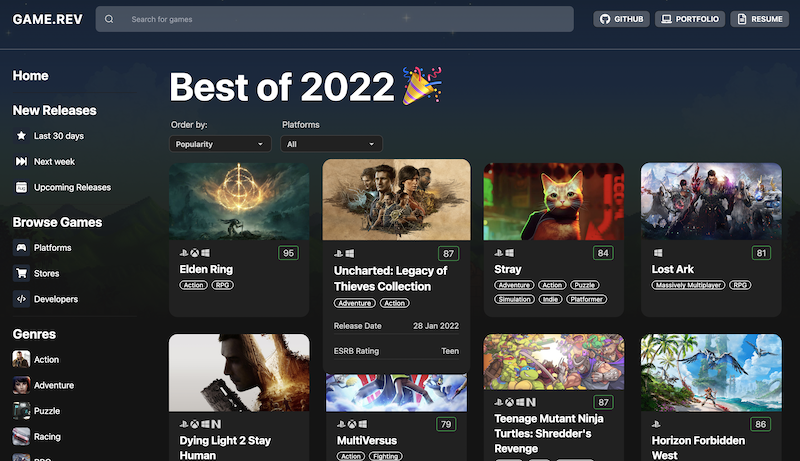 GAME.REV
Search for games
GITHUB
PORTFOLIO
RESUME
Home
New Releases
Last 30 days
Next week
Upcoming Releases
Browse Games
Platforms
Stores
Developers
Genres
Action
Adventure
Puzzle
Racing
Best of 2022
Order by:
Platforms
Popularity
All
95
Elden Ring
Action
RPG
87
Uncharted: Legacy of
Thieves Collection
Adventure
Action
Release Date
28 Jan 2022
ESRB Rating
Teen
84
Stray
Adventure
Action
Puzzle
Simulation
Indie
Platformer
81
Lost Ark
Massively Multiplayer
RPG
Dying Light 2 Stay
Human
79
MultiVersus
Action
Fighting
87
Teenage Mutant Ninja
Turtles: Shredder's
Revenge
86
Horizon Forbidden
West